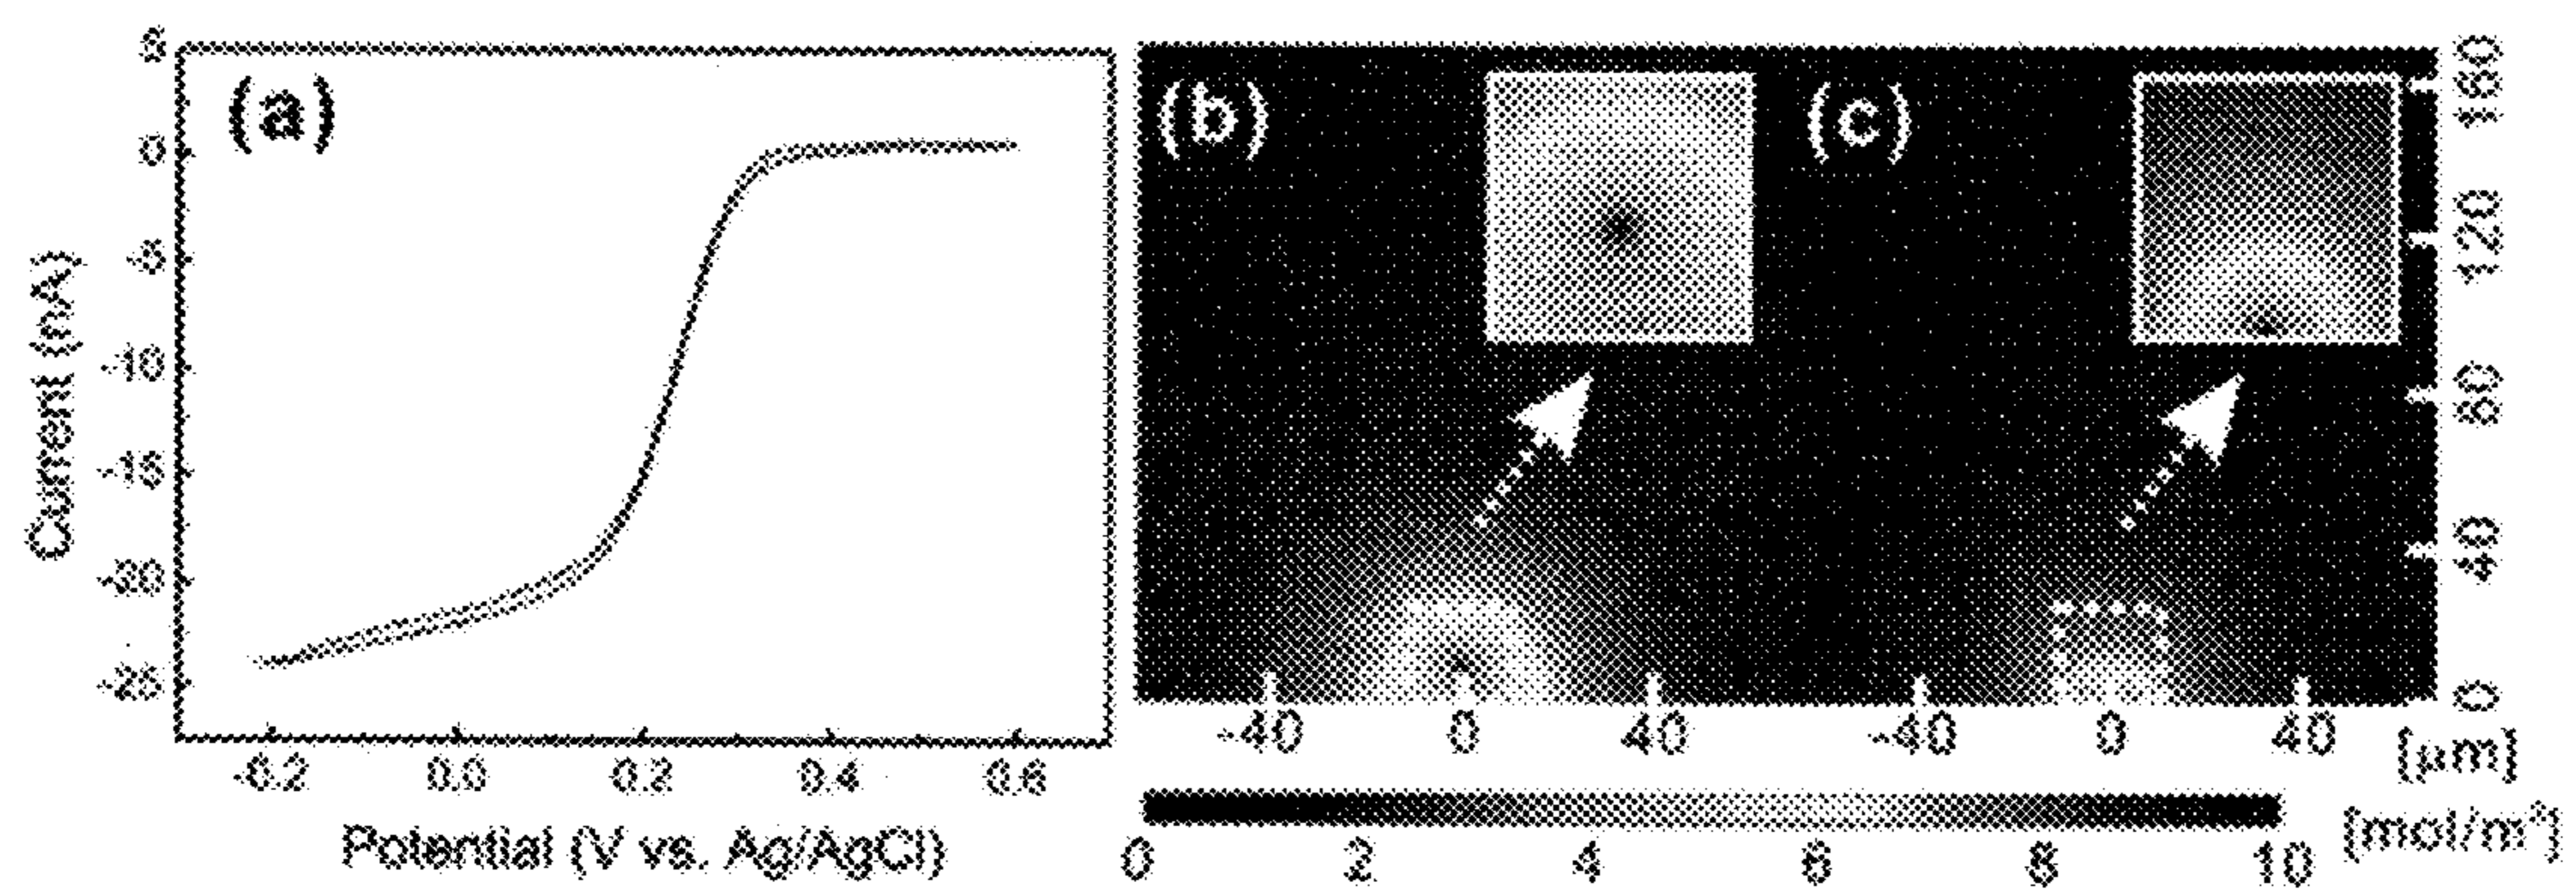 (a)
5
0
-5
-10
-15
-20
-25
Current (nA)
-0.2 0.0 0.2 0.4 0.6
Potential (V vs. Ag/AgCl)
(b)
(c)
160
120
80
40
0
-40 0 40 -40 0 40 [μm]
0 2 4 6 8 10 [mol/m³]